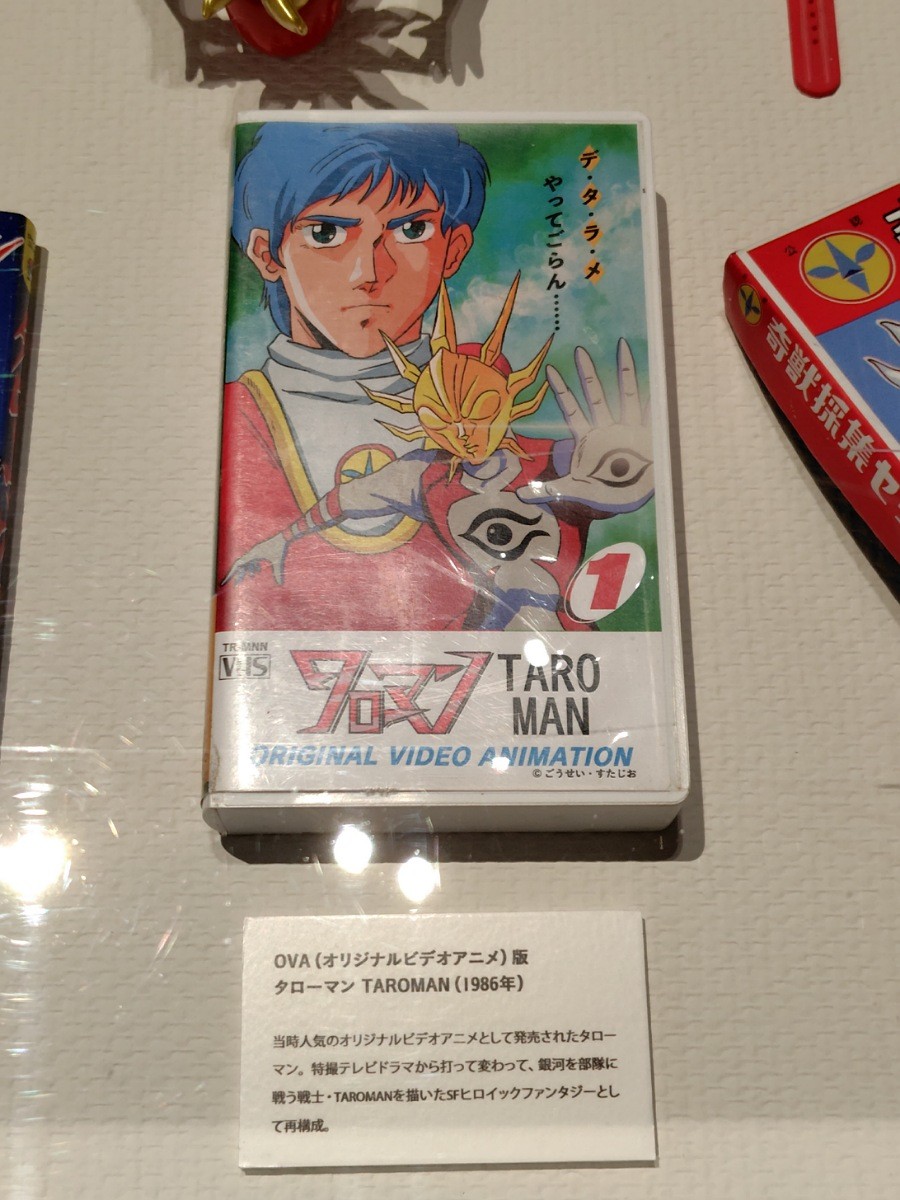 デ・タ・ラ・メ
やってごらん……
1
TR-MNN
VHS
タローマン
TARO
MAN
ORIGINAL VIDEO ANIMATION
©ごうせい・すたじお
奇獣採集セ
OVA(オリジナルビデオアニメ)版
タローマン TAROMAN(1986年)
当時人気のオリジナルビデオアニメとして発売されたタロー
マン。特撮テレビドラマから打って変わって、銀河を部隊に
戦う戦士・TAROMANを描いたSFヒロイックファンタジーとし
て再構成。